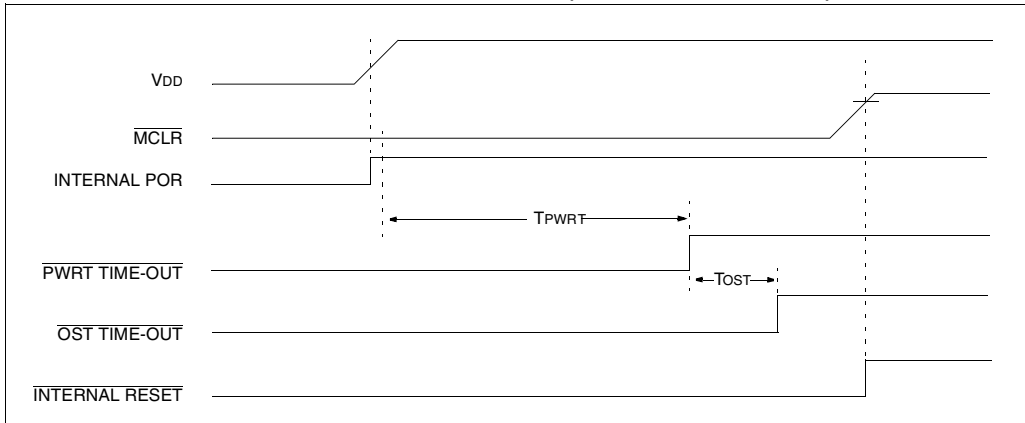 VDD
MCLR
INTERNAL POR
TPWRT
PWRT TIME-OUT
TOST
OST TIME-OUT
INTERNAL RESET